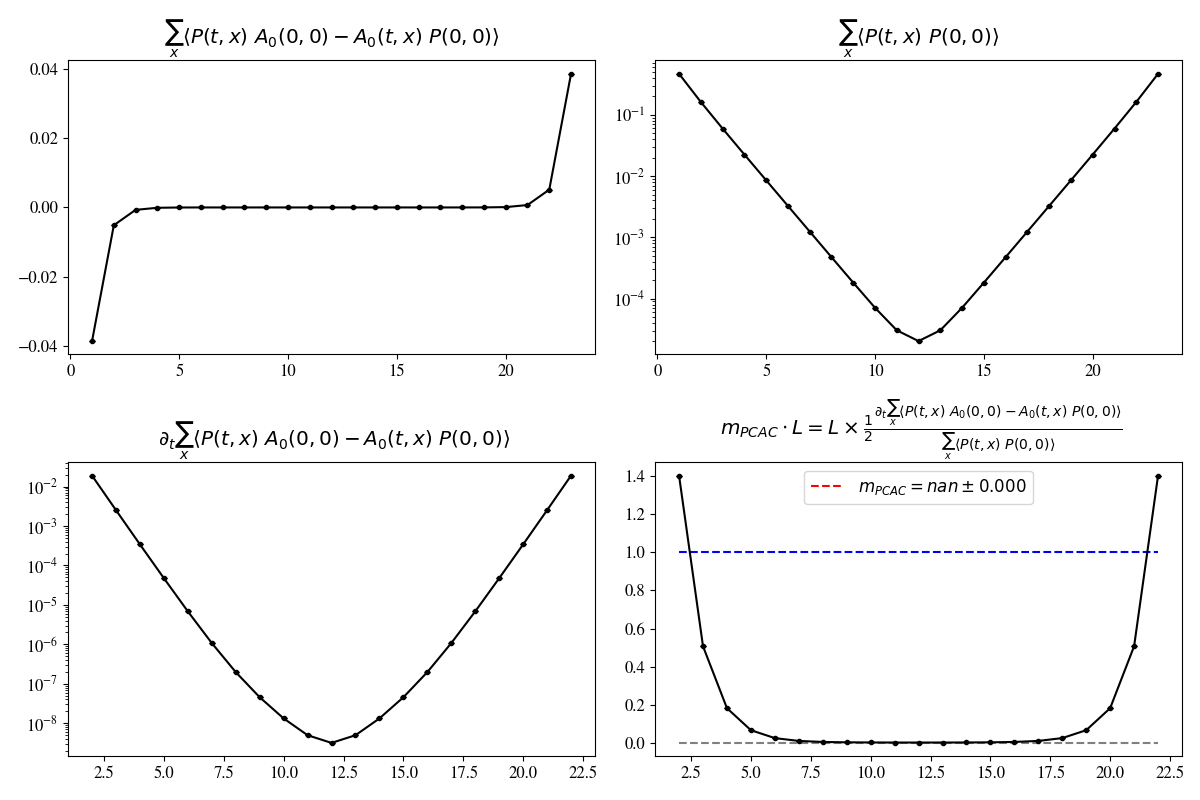 ∑ₓ⟨P(t, x) A₀(0, 0) − A₀(t, x) P(0, 0)⟩
0.04
0.02
0.00
−0.02
−0.04
0 5 10 15 20
∑ₓ⟨P(t, x) P(0, 0)⟩
10⁻¹
10⁻²
10⁻³
10⁻⁴
0 5 10 15 20
∂ₜ∑ₓ⟨P(t, x) A₀(0, 0) − A₀(t, x) P(0, 0)⟩
10⁻²
10⁻³
10⁻⁴
10⁻⁵
10⁻⁶
10⁻⁷
10⁻⁸
2.5 5.0 7.5 10.0 12.5 15.0 17.5 20.0 22.5
m_{PCAC} · L = L × \frac{1}{2} \frac{∂ₜ∑ₓ⟨P(t, x) A₀(0, 0) − A₀(t, x) P(0, 0)⟩}{∑ₓ⟨P(t, x) P(0, 0)⟩}
m_{PCAC} = nan ± 0.000
1.4
1.2
1.0
0.8
0.6
0.4
0.2
0.0
2.5 5.0 7.5 10.0 12.5 15.0 17.5 20.0 22.5